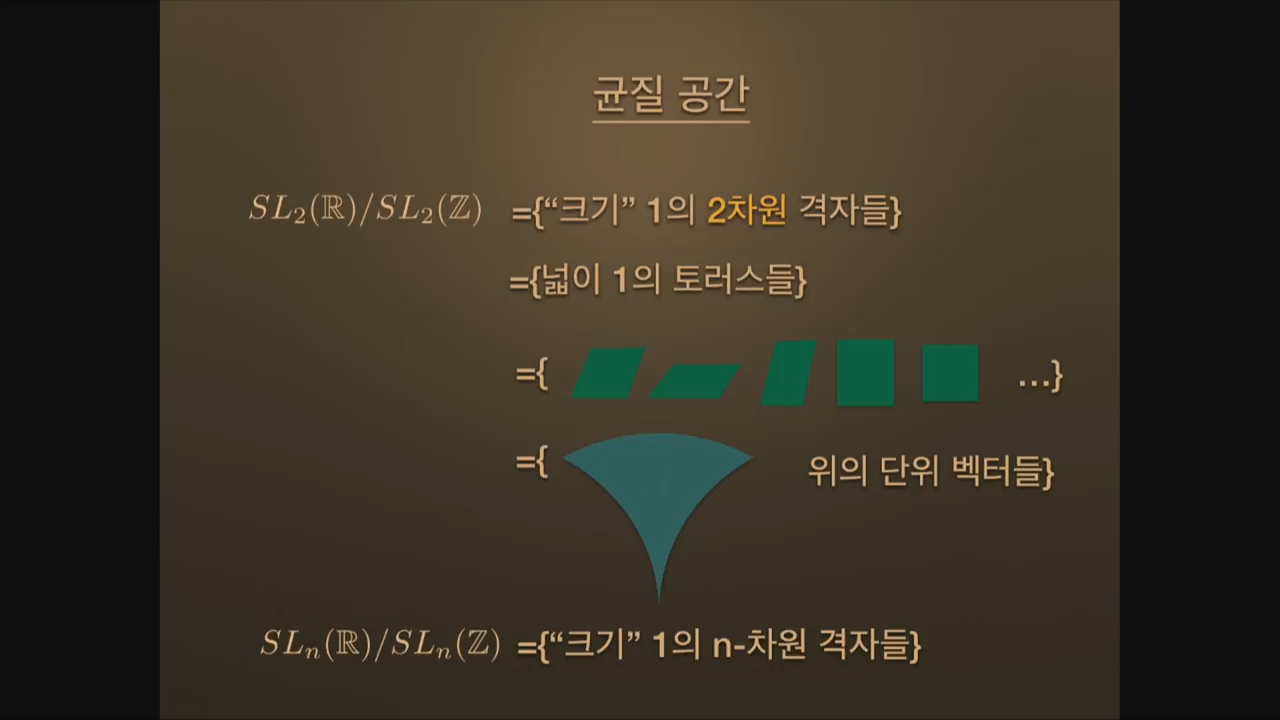 균질 공간
SL₂(ℝ)/SL₂(ℤ) ={“크기” 1의 2차원 격자들}
={넓이 1의 토러스들}
={ …}
={ 위의 단위 벡터들}
SLₙ(ℝ)/SLₙ(ℤ) ={“크기” 1의 n-차원 격자들}